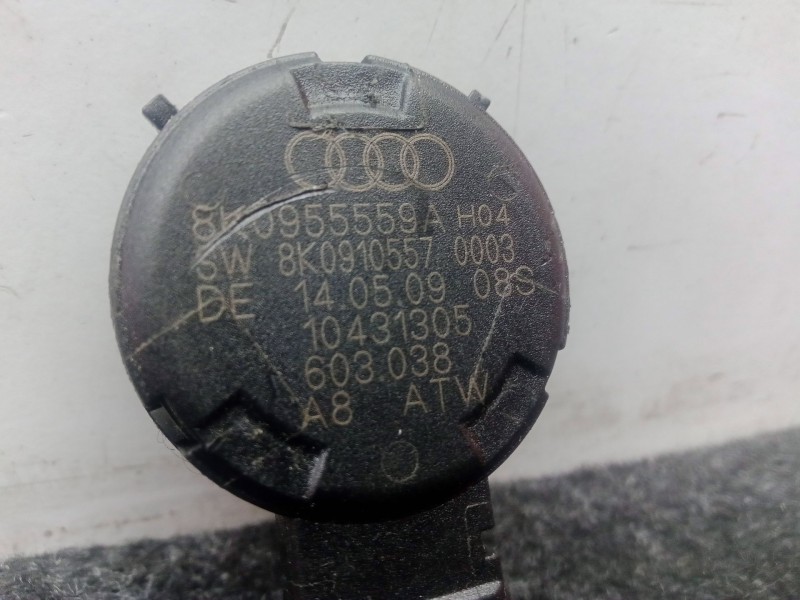 8K0955559A H04
SW 8K0910557 0003
DE 14.05.09 08S
10431305
603.038
A8 ATW